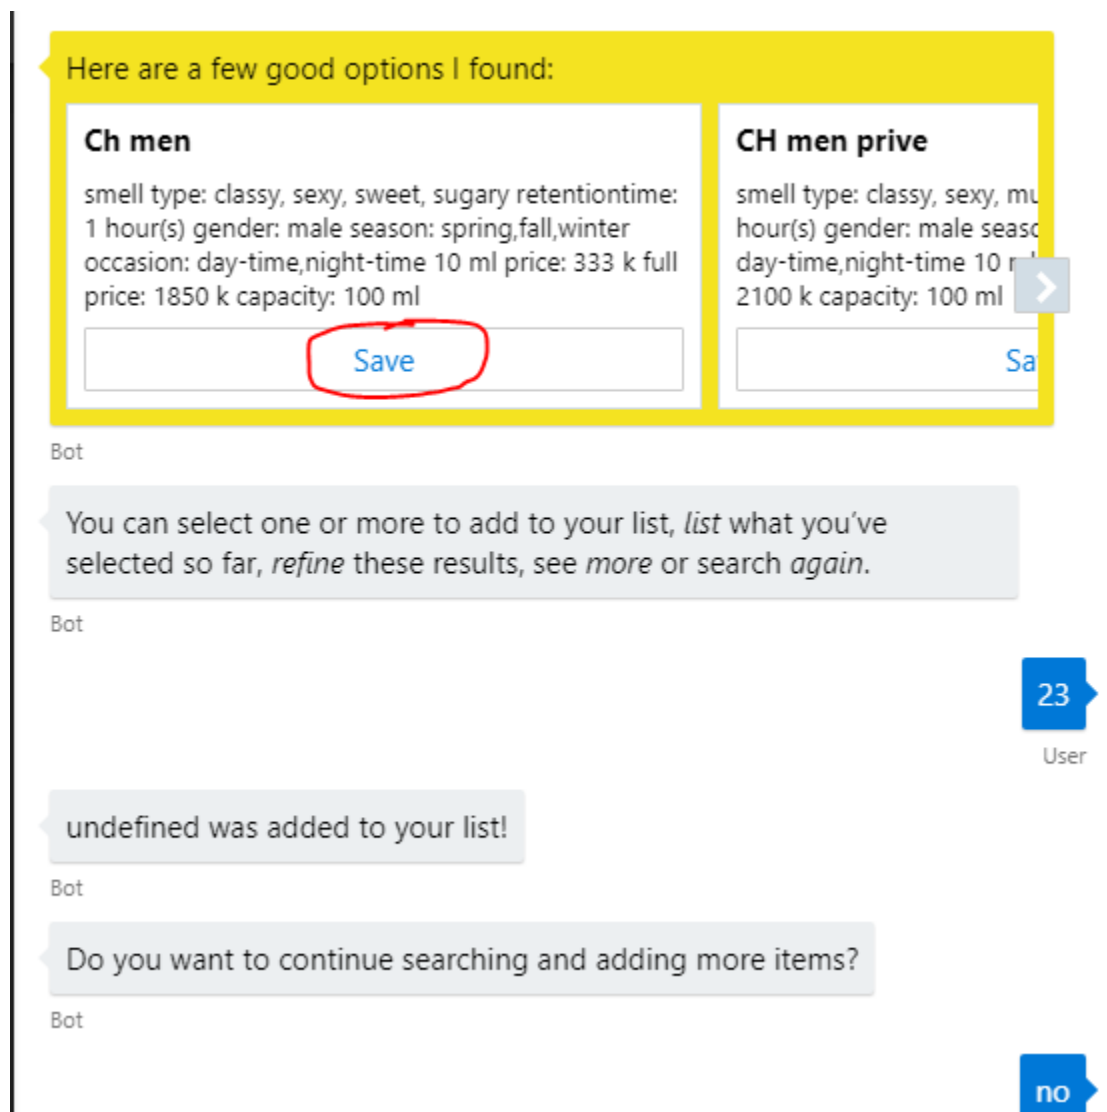 Here are a few good options I found:
Ch men
smell type: classy, sexy, sweet, sugary retentiontime:
1 hour(s) gender: male season: spring,fall,winter
occasion: day-time,night-time 10 ml price: 333 k full
price: 1850 k capacity: 100 ml
Save
CH men prive
smell type: classy, sexy,
hour(s) gender: male
day-time,night-time 10
2100 k capacity: 100 ml
Bot
You can select one or more to add to your list, list what you've
selected so far, refine these results, see more or search again.
Bot
23
User
undefined was added to your list!
Bot
Do you want to continue searching and adding more items?
Bot
no